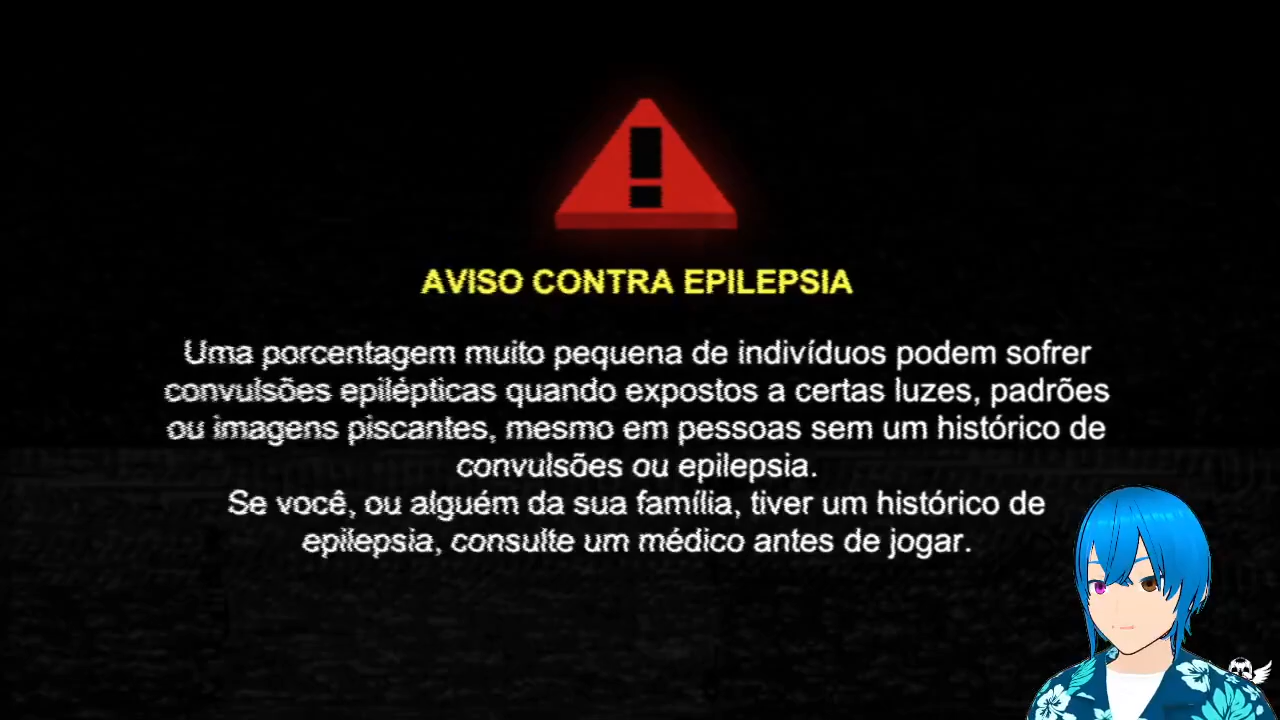 AVISO CONTRA EPILEPSIA
Uma porcentagem muito pequena de indivíduos podem sofrer
convulsões epilépticas quando expostos a certas luzes, padrões
ou imagens piscantes, mesmo em pessoas sem um histórico de
convulsões ou epilepsia.
Se você, ou alguém da sua família, tiver um histórico de
epilepsia, consulte um médico antes de jogar.